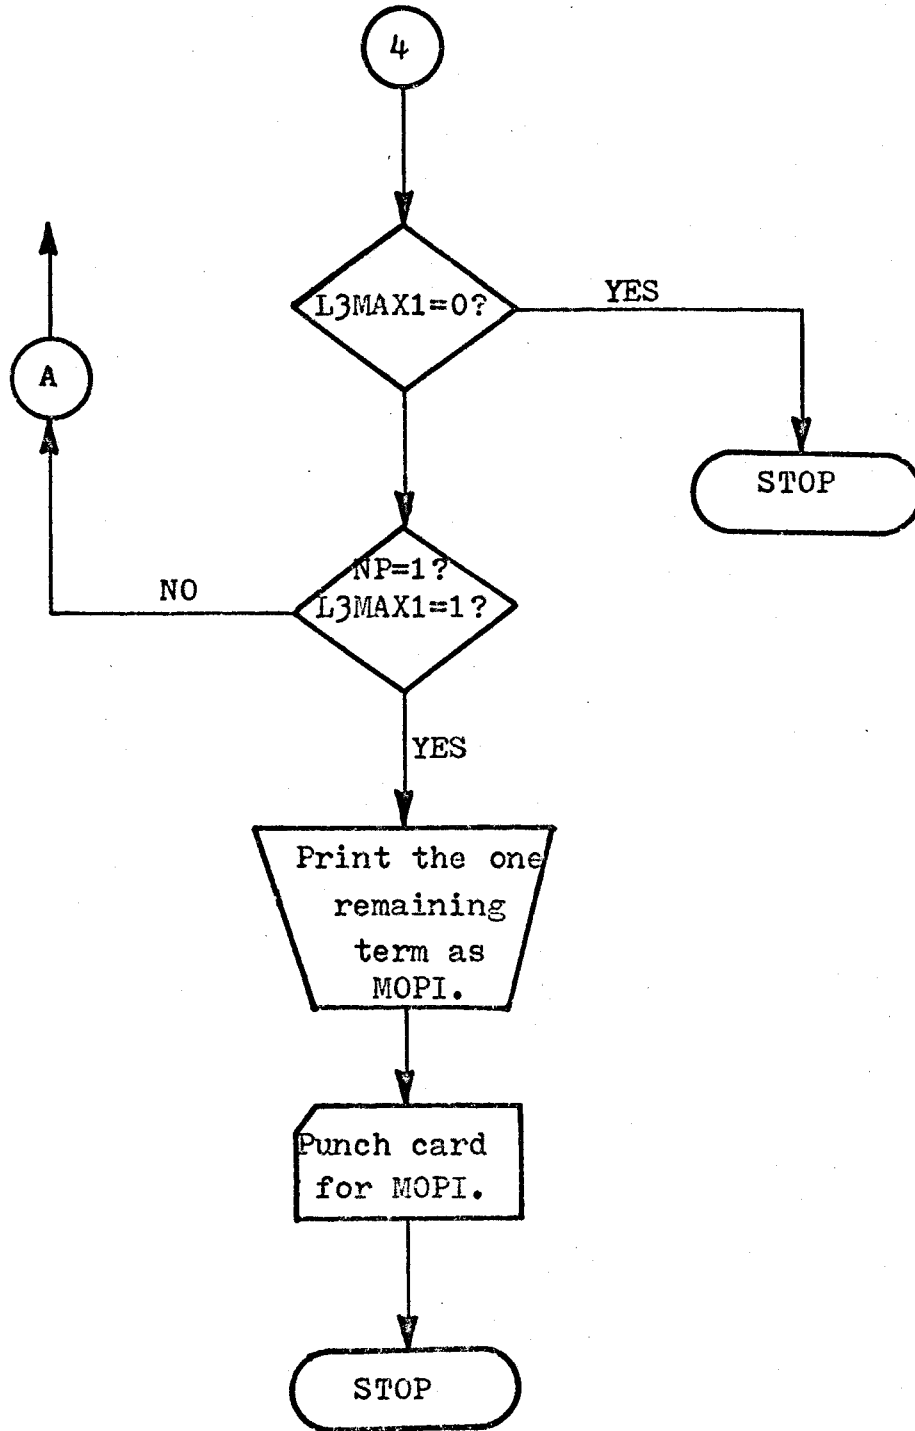 4
L3MAX1=0?
YES
A
STOP
NP=1?
L3MAX1=1?
NO
YES
Print the one
remaining
term as
MOPI.
Punch card
for MOPI.
STOP